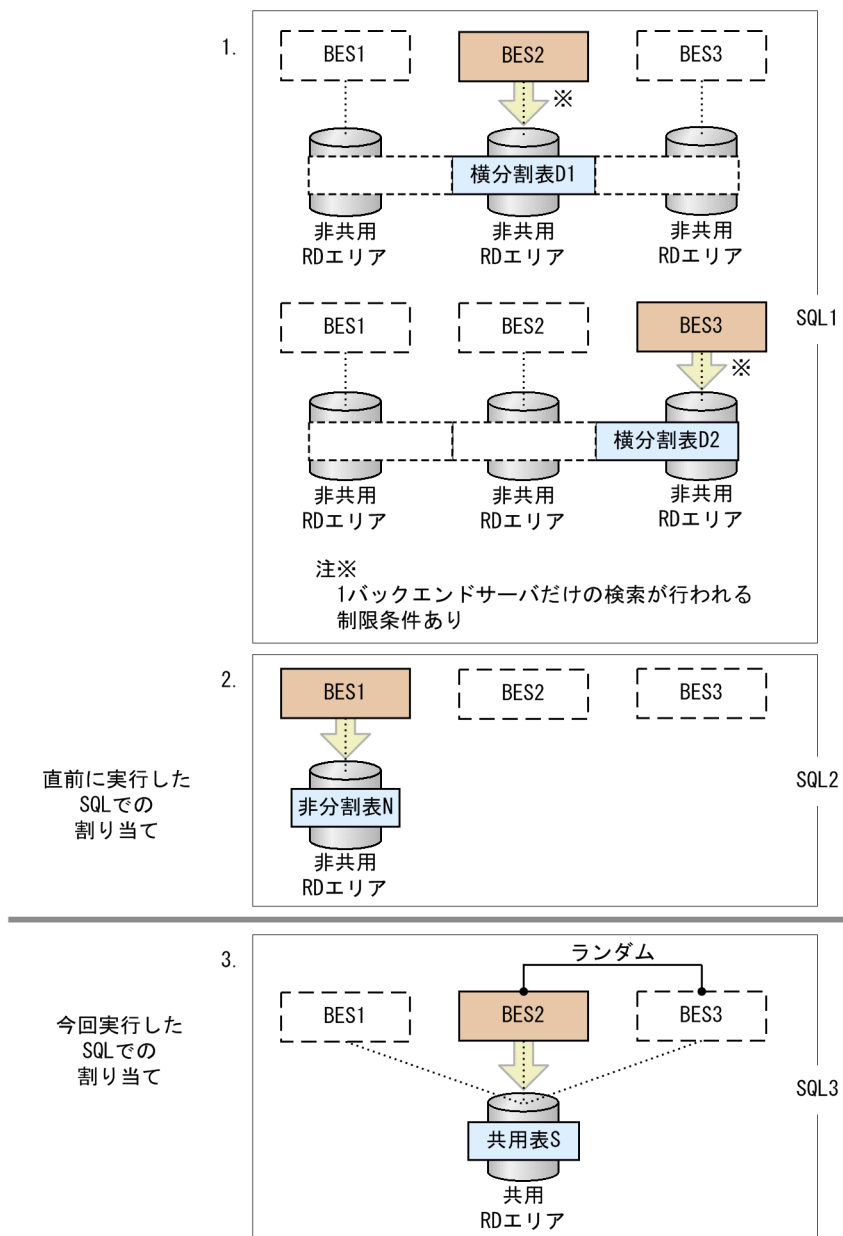 1.
BES1
BES2
BES3
※
横分割表D1
非共用
RDエリア
非共用
RDエリア
非共用
RDエリア
BES1
BES2
BES3
SQL1
※
横分割表D2
非共用
RDエリア
非共用
RDエリア
非共用
RDエリア
注※
1バックエンドサーバだけの検索が行われる
制限条件あり
2.
BES1
BES2
BES3
直前に実行した
SQLでの
割り当て
SQL2
非分割表N
非共用
RDエリア
3.
ランダム
BES1
BES2
BES3
今回実行した
SQLでの
割り当て
SQL3
共用表S
共用
RDエリア